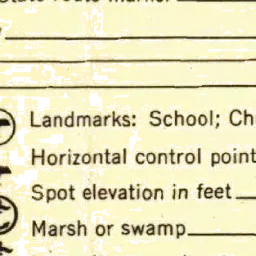 State route marker
Landmarks: School; Ch
Horizontal control point
Spot elevation in feet
Marsh or swamp